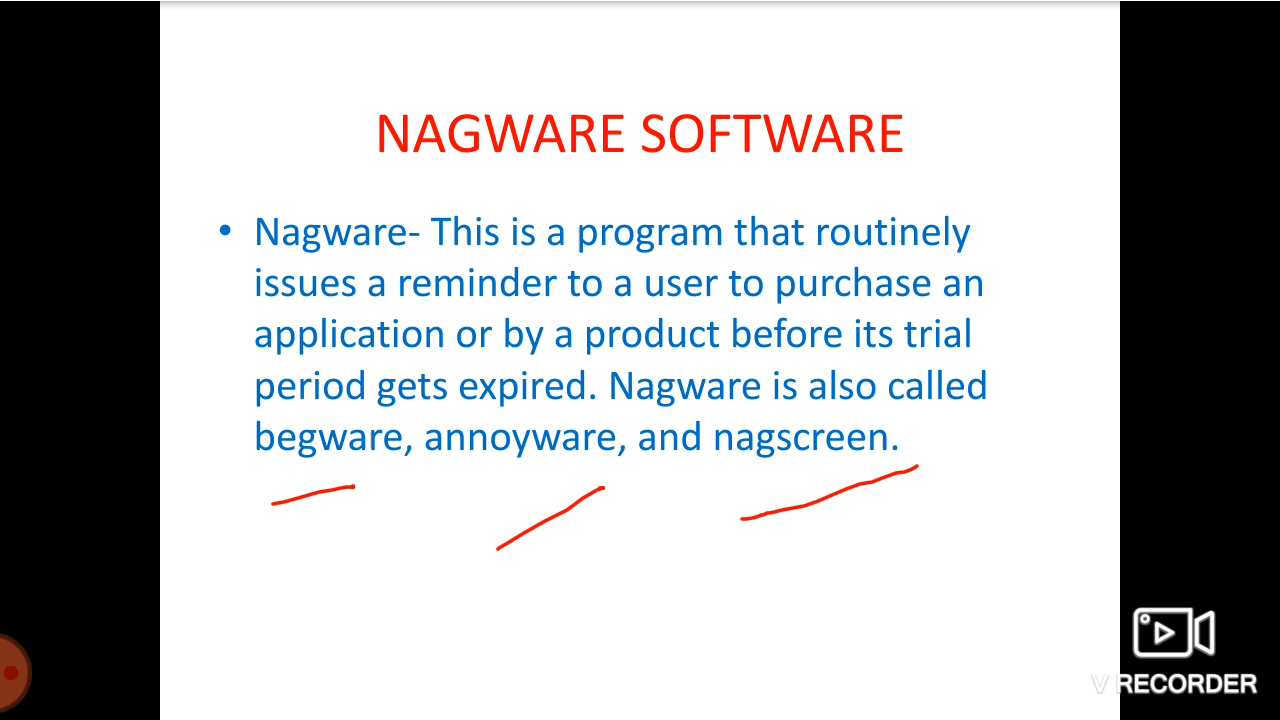 NAGWARE SOFTWARE
• Nagware- This is a program that routinely
issues a reminder to a user to purchase an
application or by a product before its trial
period gets expired. Nagware is also called
begware, annoyware, and nagscreen.
V RECORDER